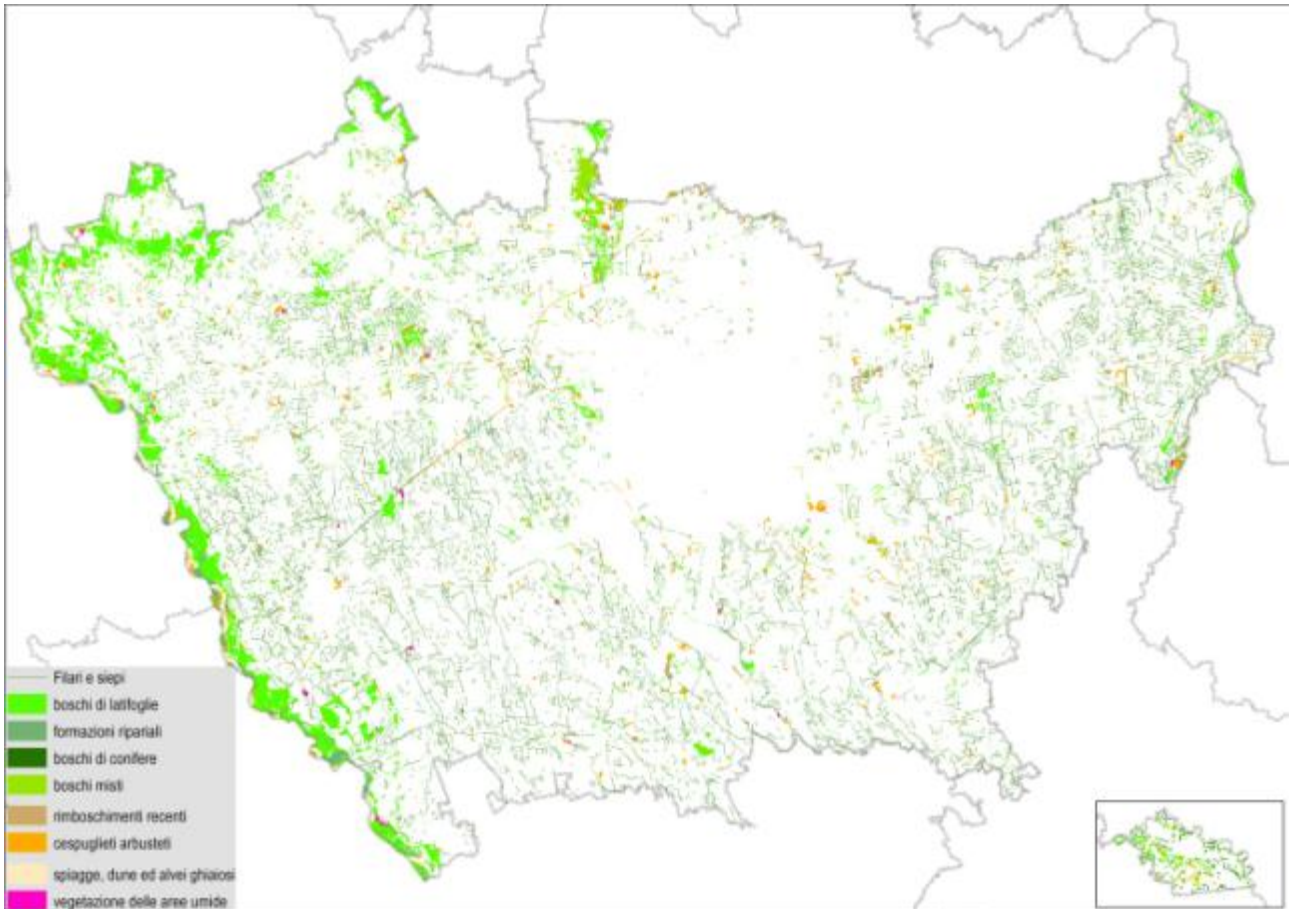 Filari e siepi
boschi di latifoglie
formazioni ripariali
boschi di conifere
boschi misti
rimboschimenti recenti
cespuglieti arbusteti
spiagge, dune ed alvei ghiaiosi
vegetazione delle aree umide